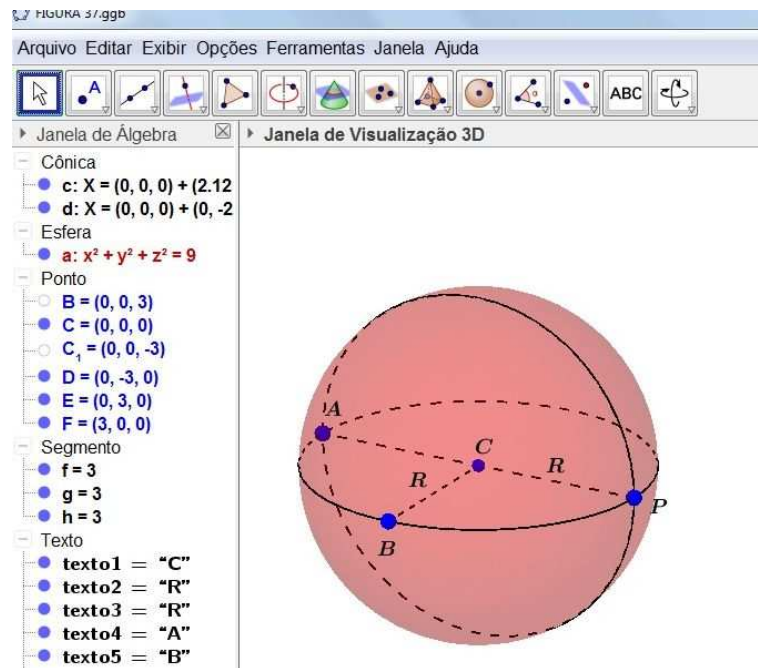 FIGURA 37.ggb
Arquivo Editar Exibir Opções Ferramentas Janela Ajuda
A
ABC
Janela de Álgebra
Janela de Visualização 3D
Cônica
c: X = (0, 0, 0) + (2.12
d: X = (0, 0, 0) + (0, -2
Esfera
a: x² + y² + z² = 9
Ponto
B = (0, 0, 3)
C = (0, 0, 0)
C₁ = (0, 0, -3)
D = (0, -3, 0)
E = (0, 3, 0)
F = (3, 0, 0)
Segmento
f = 3
g = 3
h = 3
Texto
texto1 = “C”
texto2 = “R”
texto3 = “R”
texto4 = “A”
texto5 = “B”
A
C
R
R
P
B